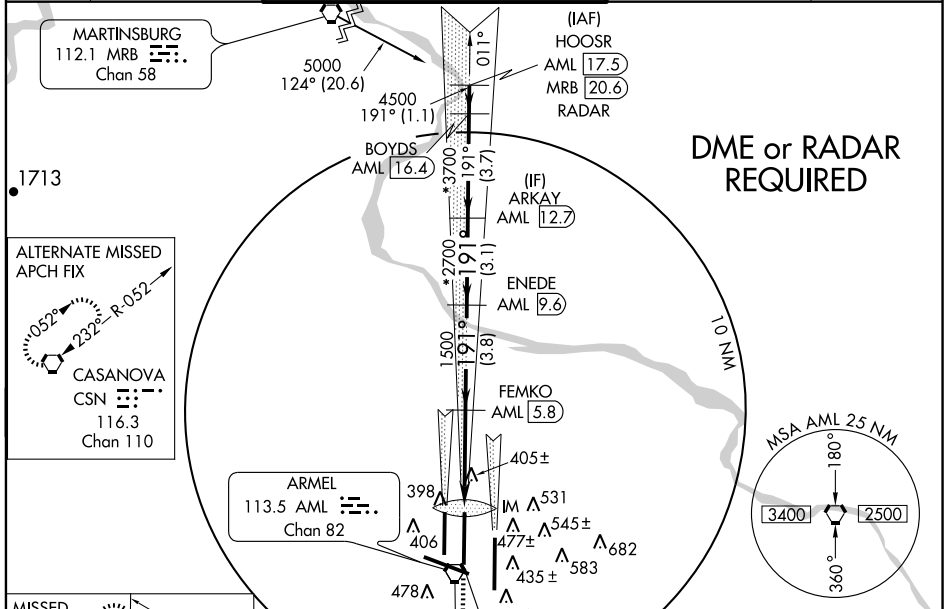 MARTINSBURG
112.1 MRB
Chan 58
5000
124° (20.6)
011°
(IAF)
HOOSR
AML 17.5
MRB 20.6
RADAR
4500
191° (1.1)
BOYDS
AML 16.4
*3700
191°
(3.7)
DME or RADAR
REQUIRED
1713
(IF)
ARKAY
AML 12.7
ALTERNATE MISSED
APCH FIX
052°
232°
R-052
CASANOVA
CSN
116.3
Chan 110
*2700
191°
(3.1)
ENEDE
AML 9.6
10 NM
1500
191°
(3.8)
FEMKO
AML 5.8
MSA AML 25 NM
180°
3400
2500
360°
405±
ARMEL
113.5 AML
Chan 82
398
IM
531
406
477±
545±
682
583
435±
478
MISSED